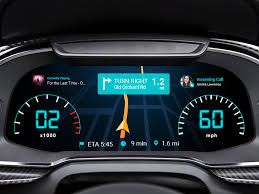 Currently Playing
For the Last Time - O...
TURN RIGHT
Old Orchard Rd
1.2
mi
Incoming Call
02
x1000
60
mph
ETA 5:45
9 min
1.6 mi